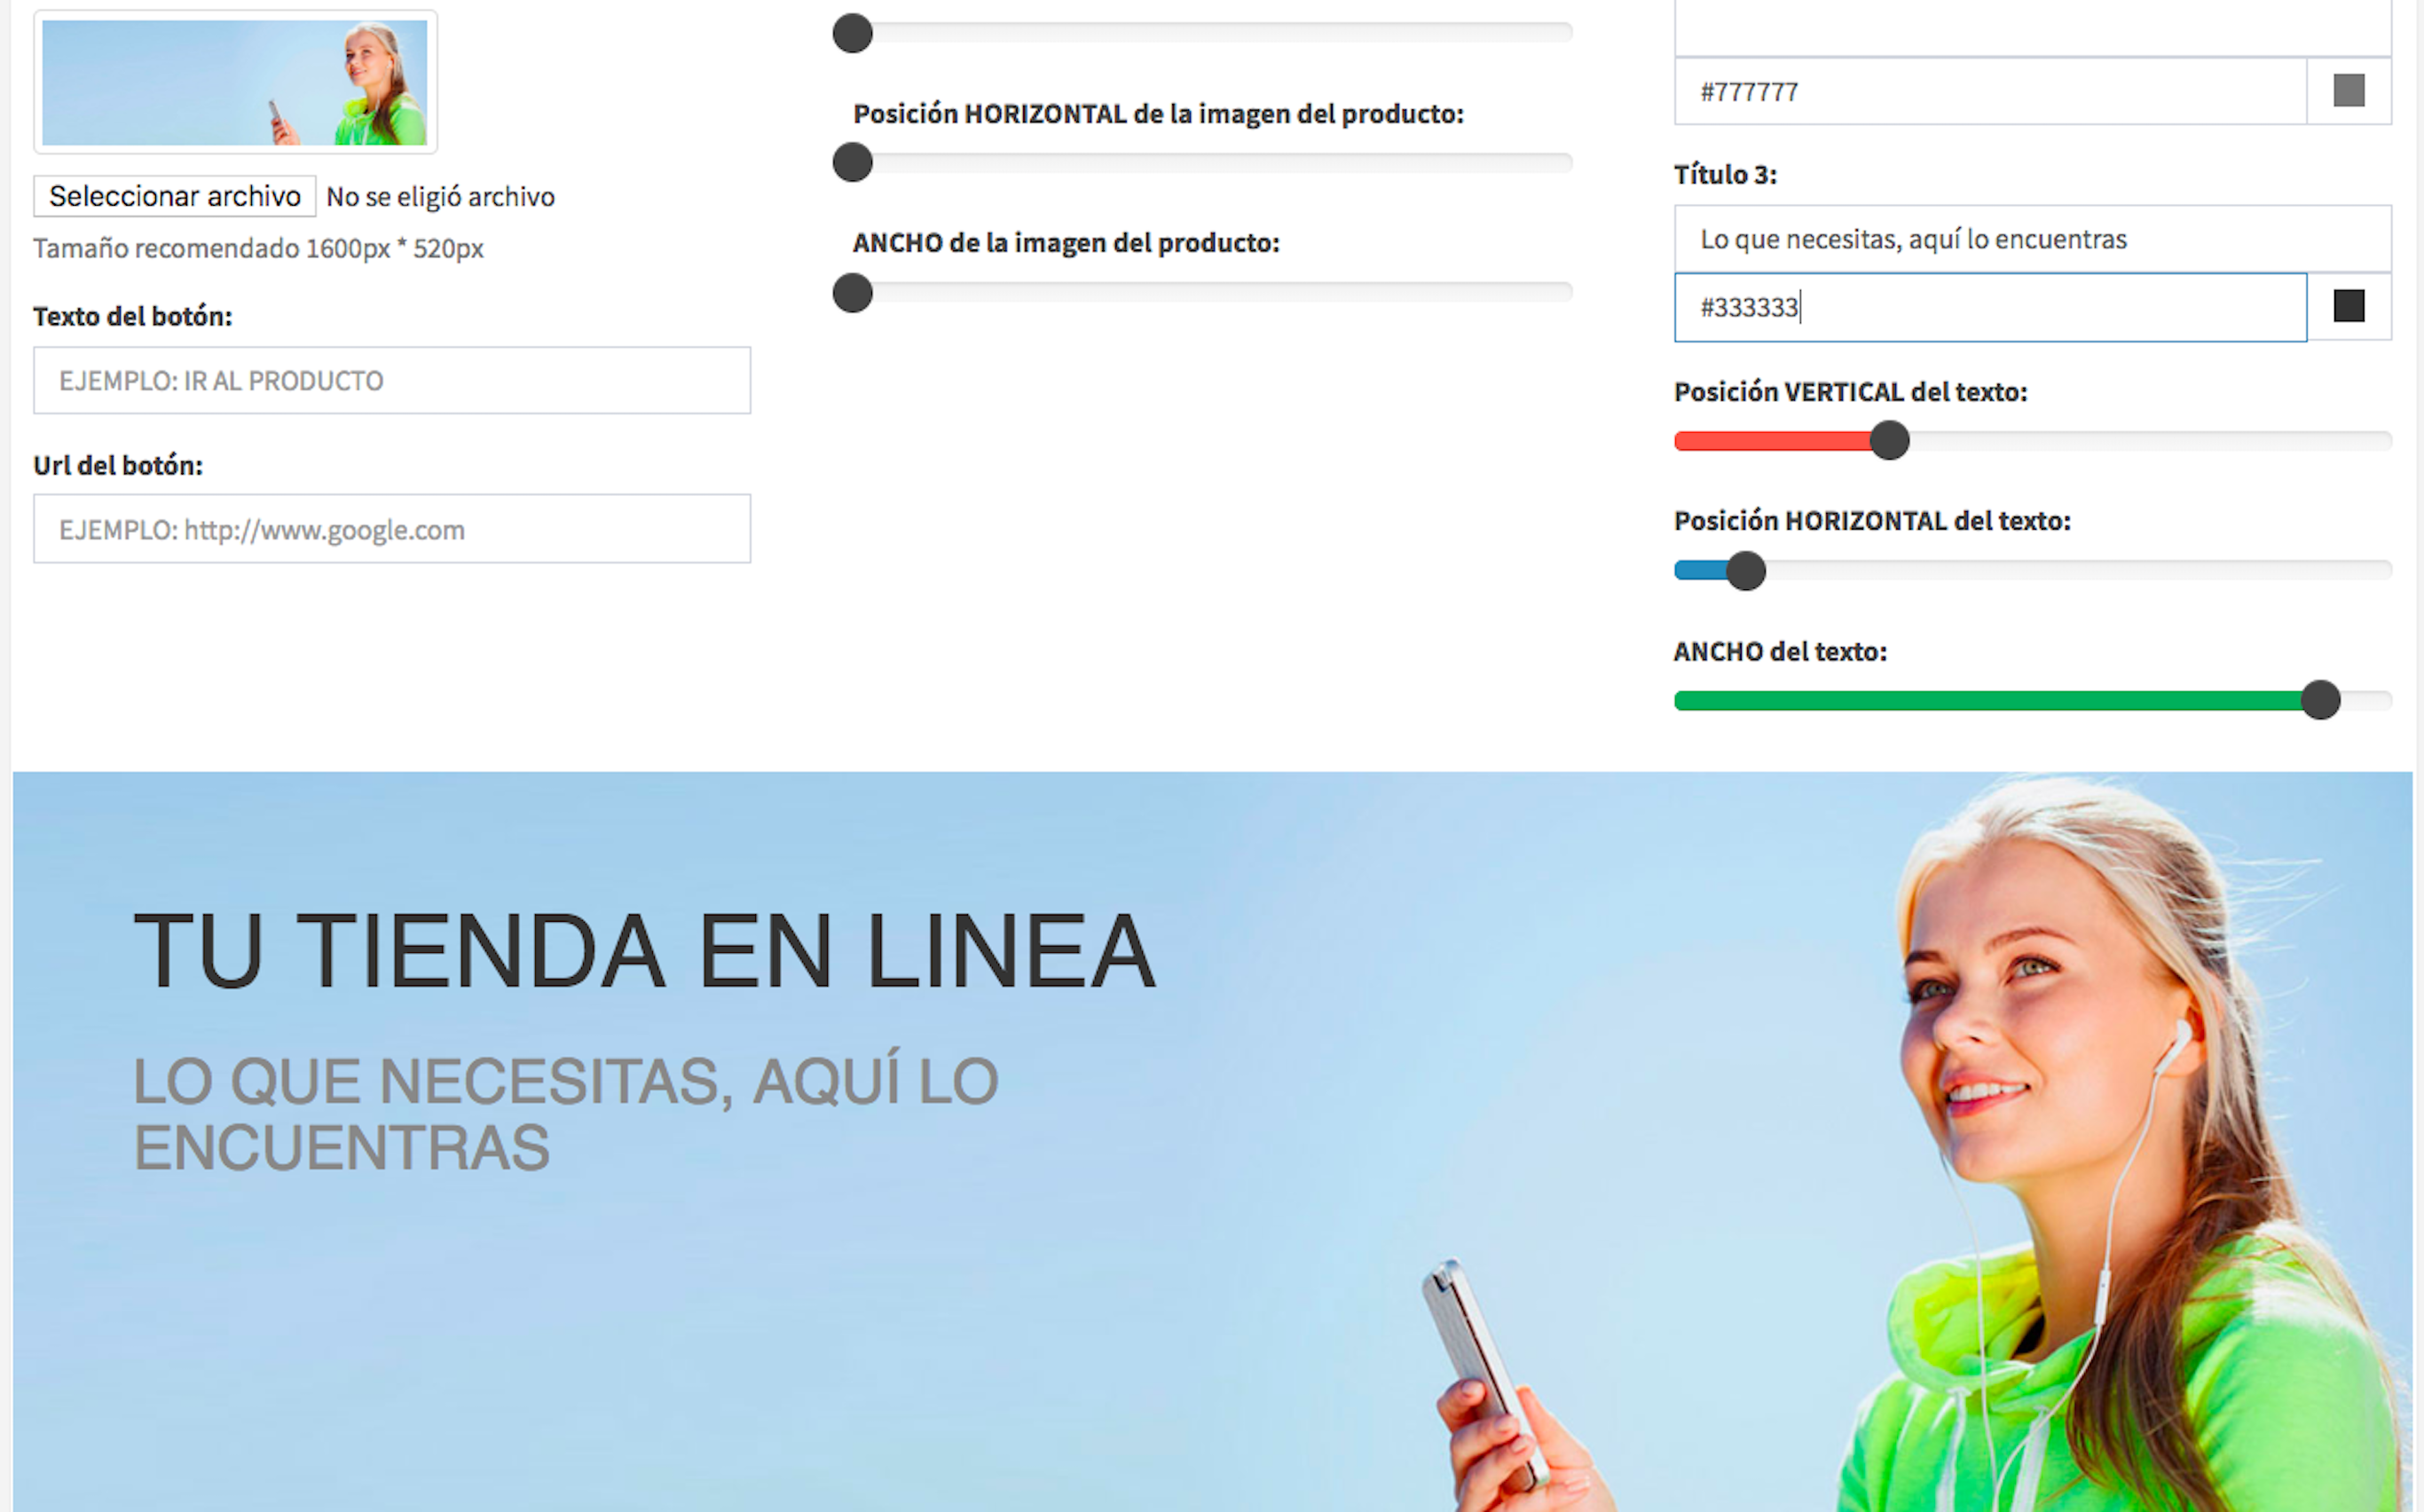 Seleccionar archivo No se eligió archivo
Tamaño recomendado 1600px * 520px
Texto del botón:
EJEMPLO: IR AL PRODUCTO
Url del botón:
EJEMPLO: http://www.google.com
Posición HORIZONTAL de la imagen del producto:
ANCHO de la imagen del producto:
#777777
Título 3:
Lo que necesitas, aquí lo encuentras
#333333
Posición VERTICAL del texto:
Posición HORIZONTAL del texto:
ANCHO del texto:
TU TIENDA EN LINEA
LO QUE NECESITAS, AQUÍ LO
ENCUENTRAS